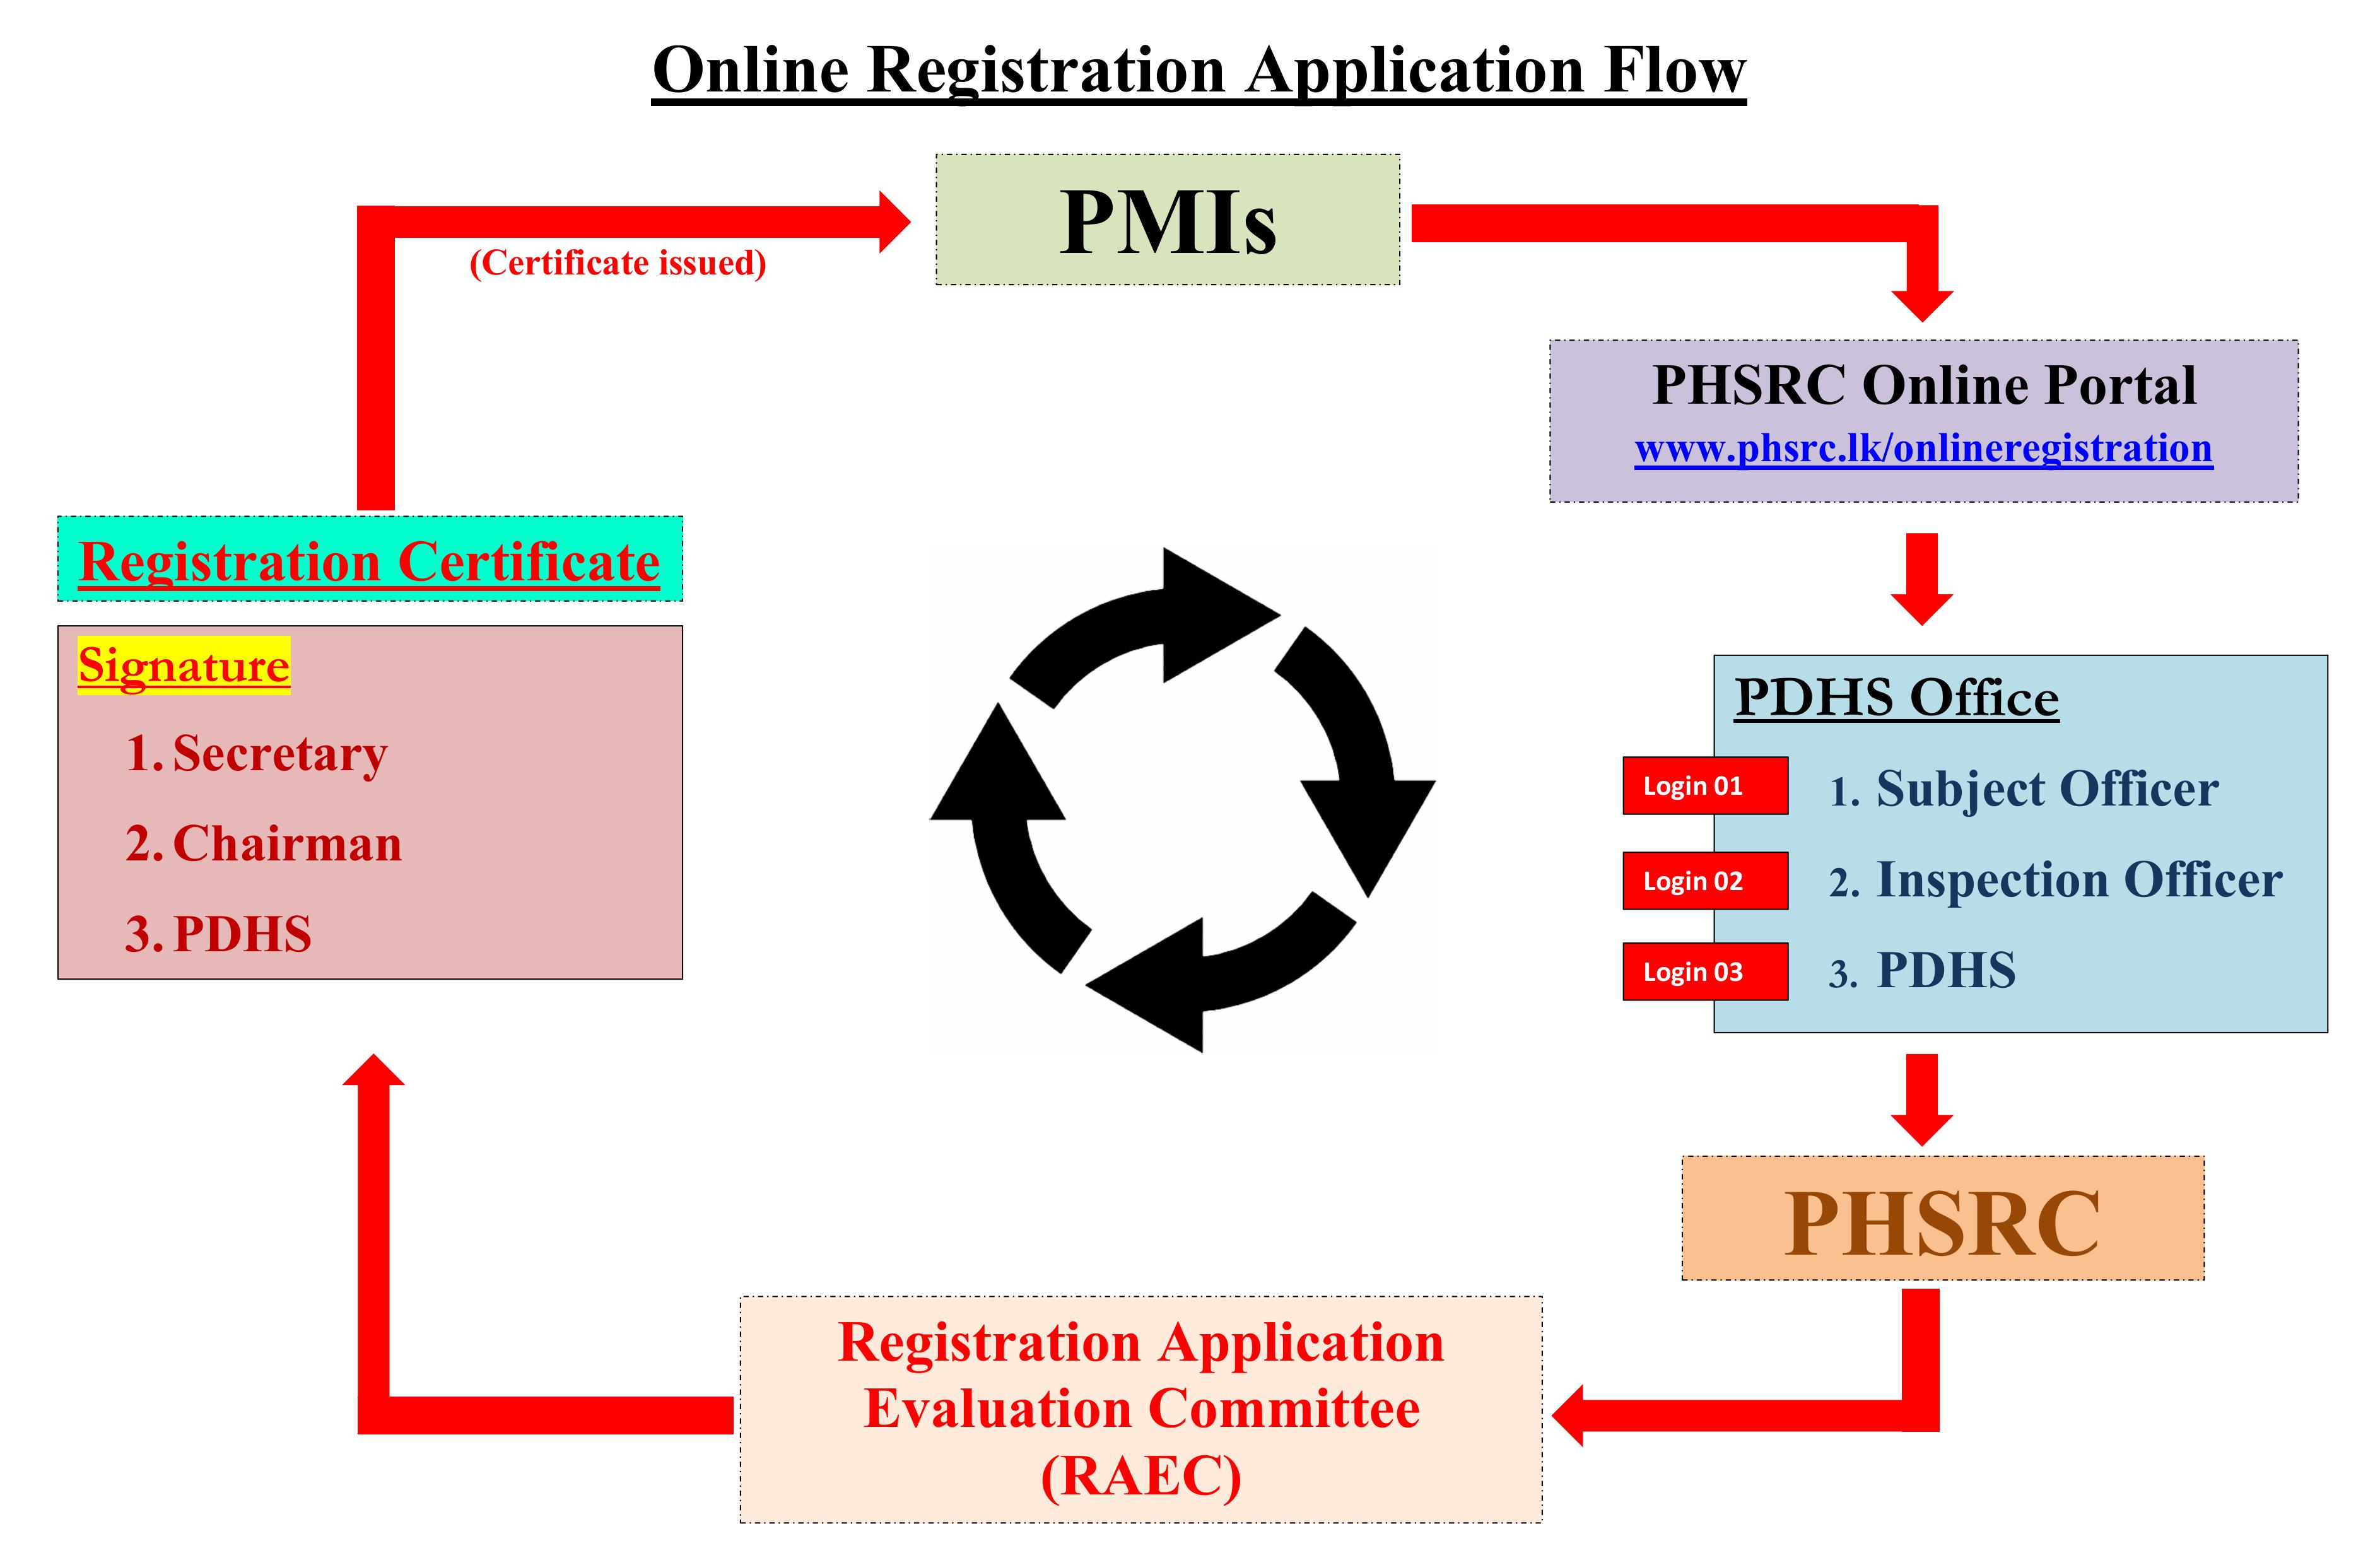 Online Registration Application Flow
PMIs
(Certificate issued)
PHSRC Online Portal
www.phsrc.lk/onlineregistration
PDHS Office
Login 01
1. Subject Officer
Login 02
2. Inspection Officer
Login 03
3. PDHS
PHSRC
Registration Application
Evaluation Committee
(RAEC)
Registration Certificate
Signature
1. Secretary
2. Chairman
3. PDHS